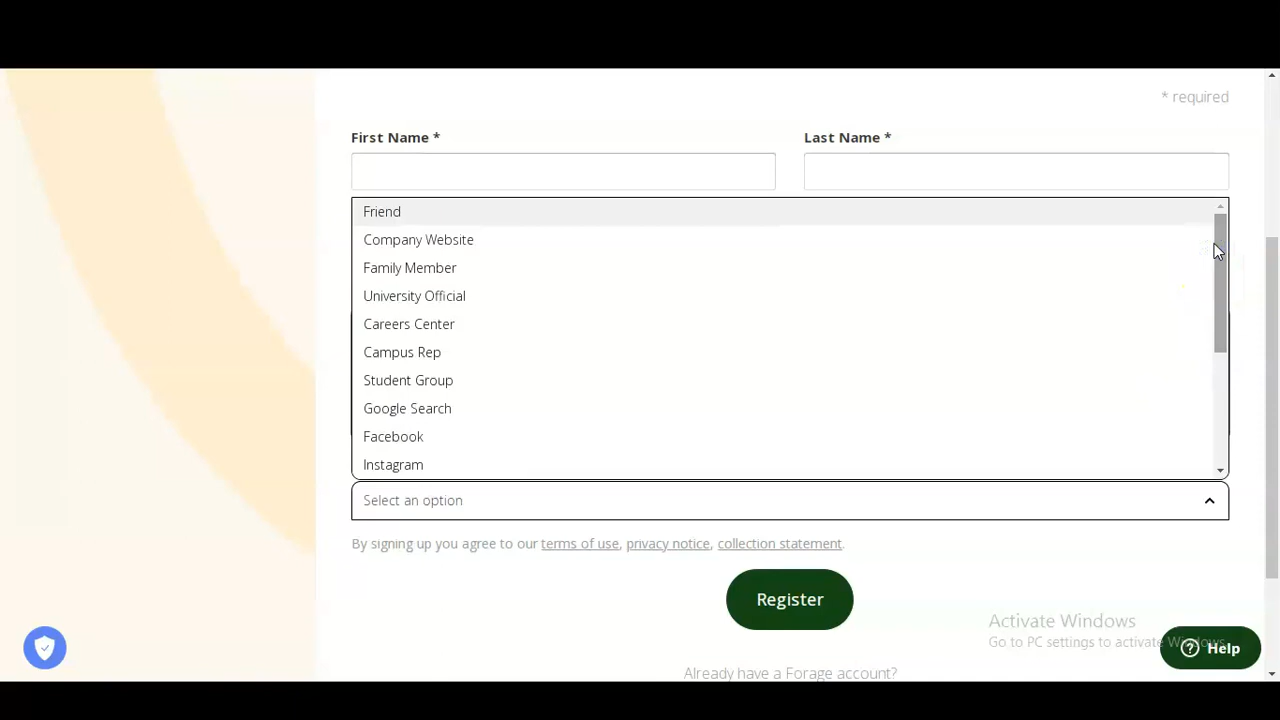 * required
First Name *
Last Name *
Friend
Company Website
Family Member
University Official
Careers Center
Campus Rep
Student Group
Google Search
Facebook
Instagram
Select an option
By signing up you agree to our terms of use, privacy notice, collection statement.
Register
Activate Windows
Go to PC settings to activate Windows.
Help
Already have a Forage account?